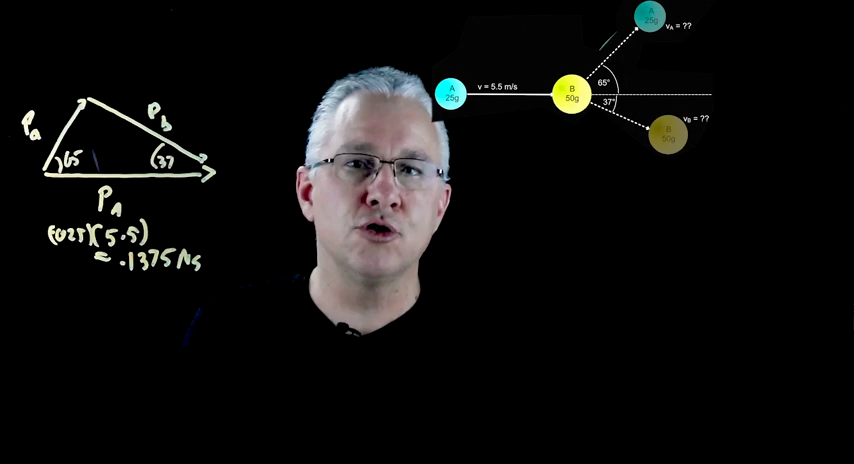 A
25g
v = 5.5 m/s
B
50g
65°
37°
A
25g
vA = ??
B
50g
vB = ??
Pa
Pb
65
37
PA
(.025)(5.5)
= .1375 Ns